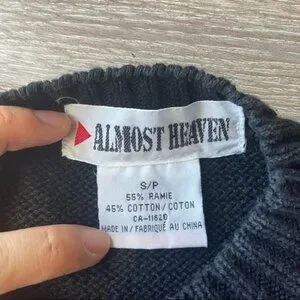 ALMOST HEAVEN
S/P
55% RAMIE
45% COTTON/COTON
CA-11620
MADE IN/FABRIQUÉ AU CHINA